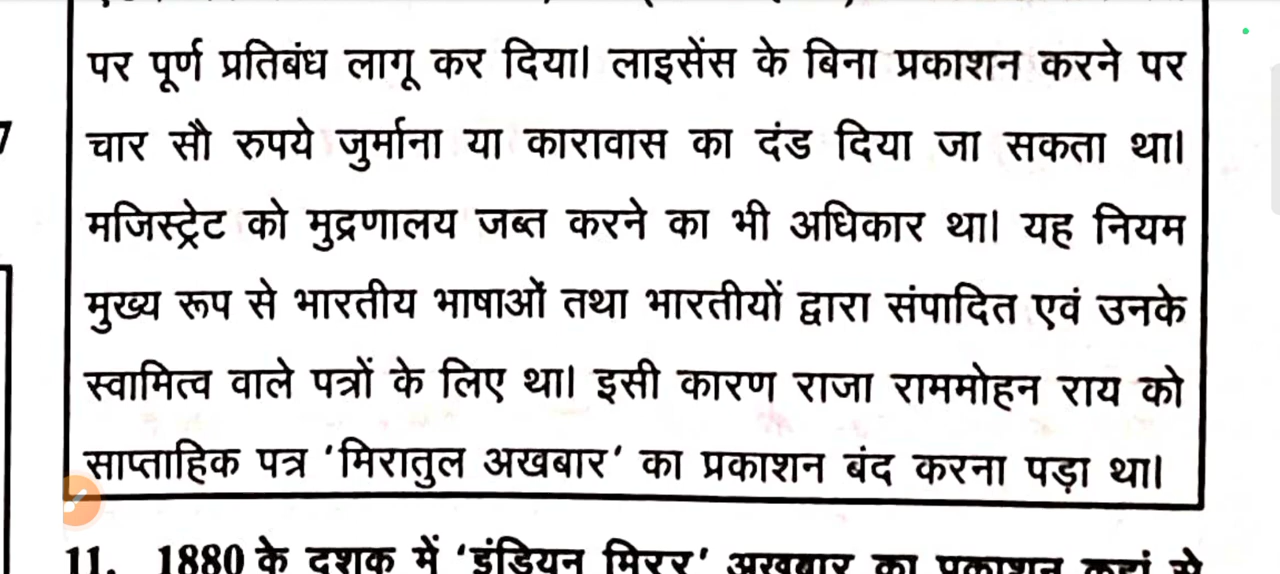 पर पूर्ण प्रतिबंध लागू कर दिया। लाइसेंस के बिना प्रकाशन करने पर
चार सौ रुपये जुर्माना या कारावास का दंड दिया जा सकता था।
मजिस्ट्रेट को मुद्रणालय जब्त करने का भी अधिकार था। यह नियम
मुख्य रूप से भारतीय भाषाओं तथा भारतीयों द्वारा संपादित एवं उनके
स्वामित्व वाले पत्रों के लिए था। इसी कारण राजा राममोहन राय को
साप्ताहिक पत्र ‘मिरातुल अखबार’ का प्रकाशन बंद करना पड़ा था।
11. 1880 के दशक में ‘इंडियन मिरर’ अखबार का प्रकाशन कहां से